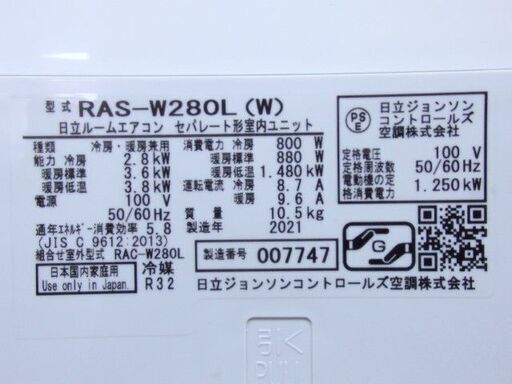 型式 RAS-W280L (W)
日立ルームエアコン セパレート形室内ユニット
種類 冷房・暖房兼用
能力 冷房 2.8kW
暖房標準 3.6kW
暖房低温 3.8kW
電源 100 V
50/60Hz
通年エネルギー消費効率 5.8
(JIS C 9612:2013)
組合せ室外型式 RAC-W280L
消費電力 冷房 800 W
暖房標準 880 W
暖房低温 1.480kW
運転電流 冷房 8.7 A
暖房 9.6 A
質量 10.5kg
製造年 2021
製造番号 007747
日本国内家庭用
Use only in Japan.
冷媒
R32
PSE
日立ジョンソン
コントロールズ
空調株式会社
定格電圧 100 V
定格周波数 50/60Hz
電動機の定格消費電力 1.250kW
G
日立ジョンソンコントロールズ空調株式会社